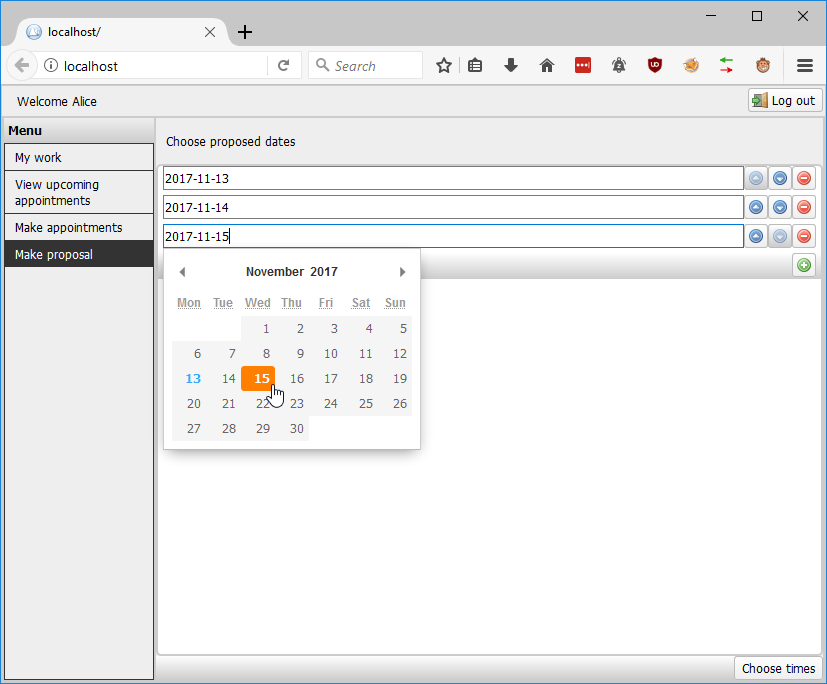 localhost/
localhost
Search
Welcome Alice
Log out
Menu
My work
View upcoming
appointments
Make appointments
Make proposal
Choose proposed dates
2017-11-13
2017-11-14
2017-11-15
November 2017
Mon Tue Wed Thu Fri Sat Sun
1 2 3 4 5
6 7 8 9 10 11 12
13 14 15 16 17 18 19
20 21 22 23 24 25 26
27 28 29 30
Choose times